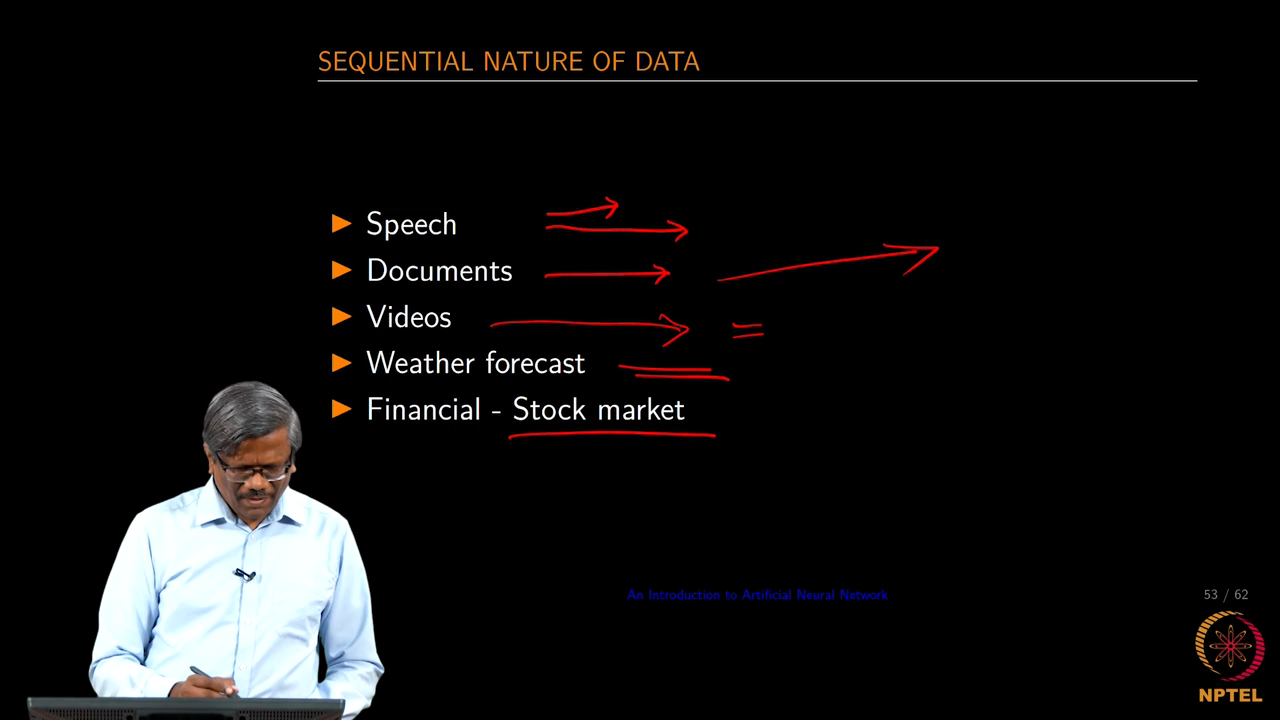 SEQUENTIAL NATURE OF DATA
Speech
Documents
Videos
Weather forecast
Financial - Stock market
An Introduction to Artificial Neural Network
53 / 62
NPTEL